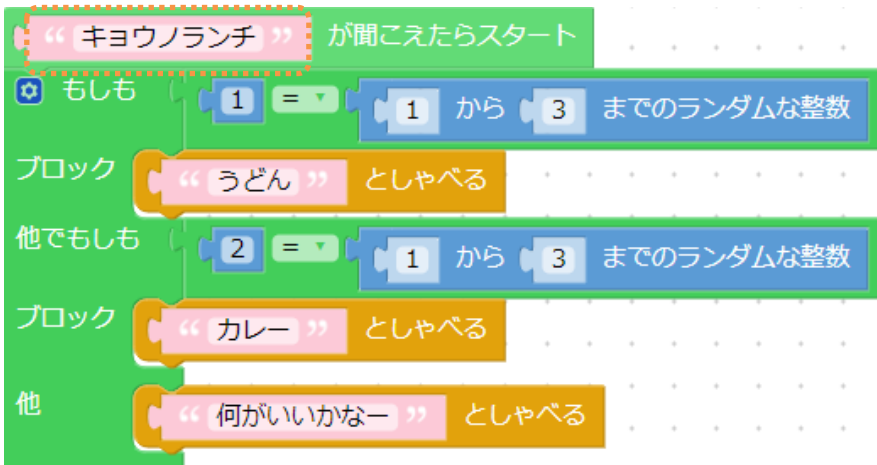 “ キョウノランチ ” が聞こえたらスタート
もしも 1 = 1 から 3 までのランダムな整数
ブロック “ うどん ” としゃべる
他でもしも 2 = 1 から 3 までのランダムな整数
ブロック “ カレー ” としゃべる
他 “ 何がいいかなー ” としゃべる